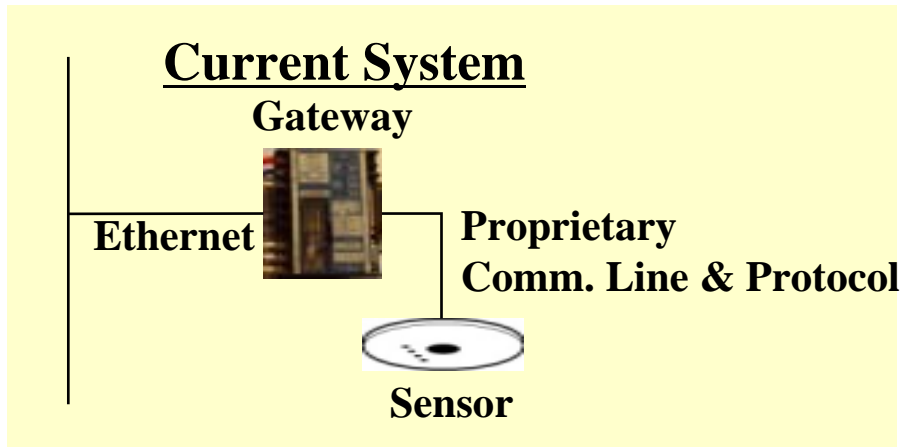 Current System
Gateway
Ethernet
Proprietary
Comm. Line & Protocol
Sensor